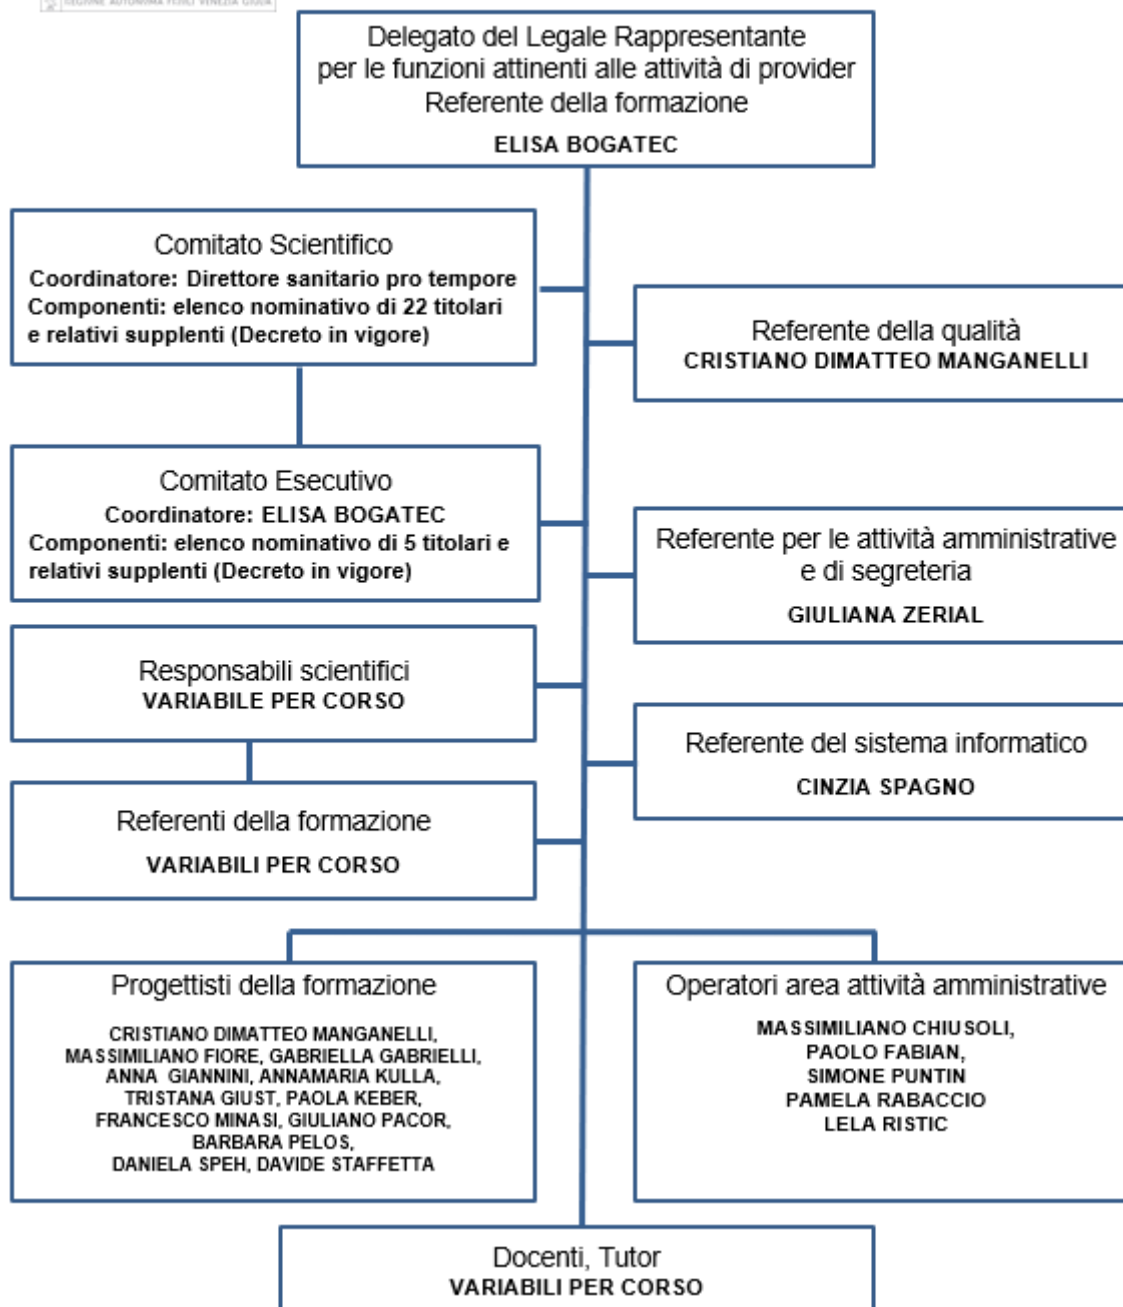 REGIONE AUTONOMA FRIULI VENEZIA GIULIA
Delegato del Legale Rappresentante
per le funzioni attinenti alle attività di provider
Referente della formazione
ELISA BOGATEC
Comitato Scientifico
Coordinatore: Direttore sanitario pro tempore
Componenti: elenco nominativo di 22 titolari
e relativi supplenti (Decreto in vigore)
Referente della qualità
CRISTIANO DIMATTEO MANGANELLI
Comitato Esecutivo
Coordinatore: ELISA BOGATEC
Componenti: elenco nominativo di 5 titolari e
relativi supplenti (Decreto in vigore)
Referente per le attività amministrative
e di segreteria
GIULIANA ZERIAL
Responsabili scientifici
VARIABILE PER CORSO
Referente del sistema informatico
CINZIA SPAGNO
Referenti della formazione
VARIABILI PER CORSO
Progettisti della formazione
CRISTIANO DIMATTEO MANGANELLI,
MASSIMILIANO FIORE, GABRIELLA GABRIELLI,
ANNA GIANNINI, ANNAMARIA KULLA,
TRISTANA GIUST, PAOLA KEBER,
FRANCESCO MINASI, GIULIANO PACOR,
BARBARA PELOS,
DANIELA SPEH, DAVIDE STAFFETTA
Operatori area attività amministrative
MASSIMILIANO CHIUSOLI,
PAOLO FABIAN,
SIMONE PUNTIN
PAMELA RABACCIO
LELA RISTIC
Docenti, Tutor
VARIABILI PER CORSO